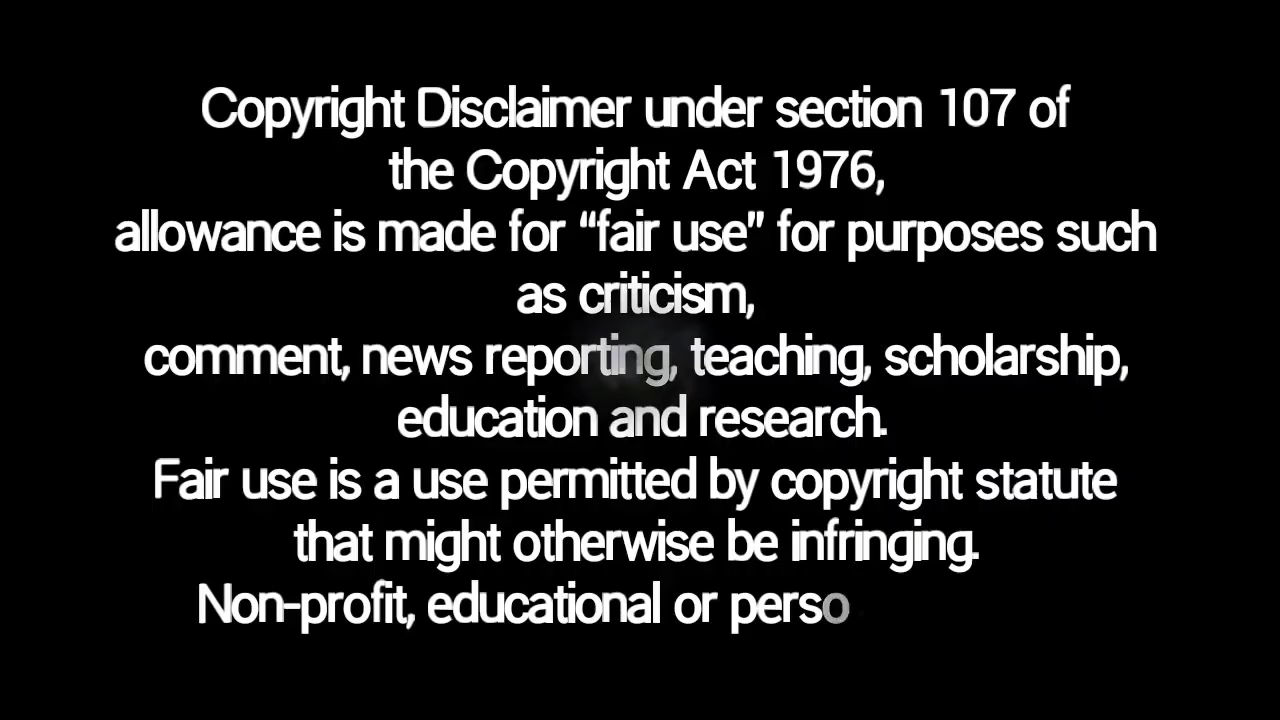 Copyright Disclaimer under section 107 of
the Copyright Act 1976,
allowance is made for “fair use” for purposes such
as criticism,
comment, news reporting, teaching, scholarship,
education and research.
Fair use is a use permitted by copyright statute
that might otherwise be infringing.
Non-profit, educational or perso